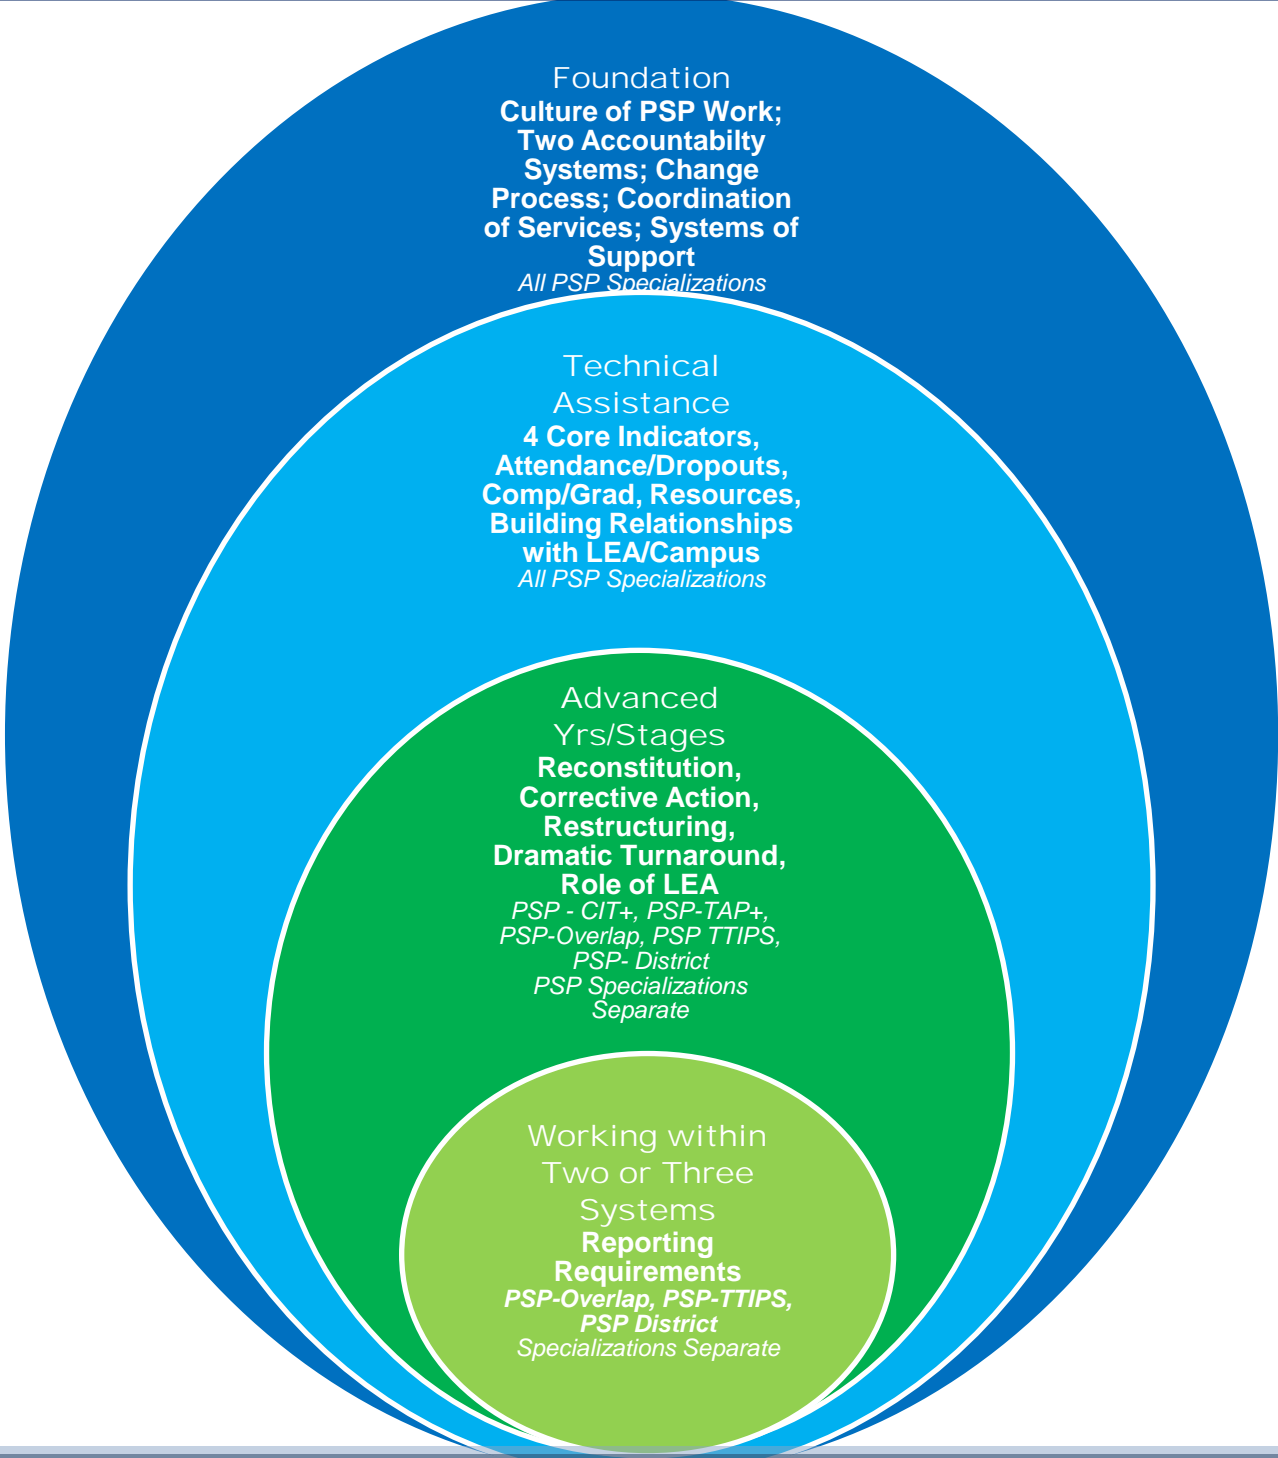 Foundation
Culture of PSP Work;
Two Accountabilty
Systems; Change
Process; Coordination
of Services; Systems of
Support
All PSP Specializations
Technical
Assistance
4 Core Indicators,
Attendance/Dropouts,
Comp/Grad, Resources,
Building Relationships
with LEA/Campus
All PSP Specializations
Advanced
Yrs/Stages
Reconstitution,
Corrective Action,
Restructuring,
Dramatic Turnaround,
Role of LEA
PSP - CIT+, PSP-TAP+,
PSP-Overlap, PSP TTIPS,
PSP- District
PSP Specializations
Separate
Working within
Two or Three
Systems
Reporting
Requirements
PSP-Overlap, PSP-TTIPS,
PSP District
Specializations Separate